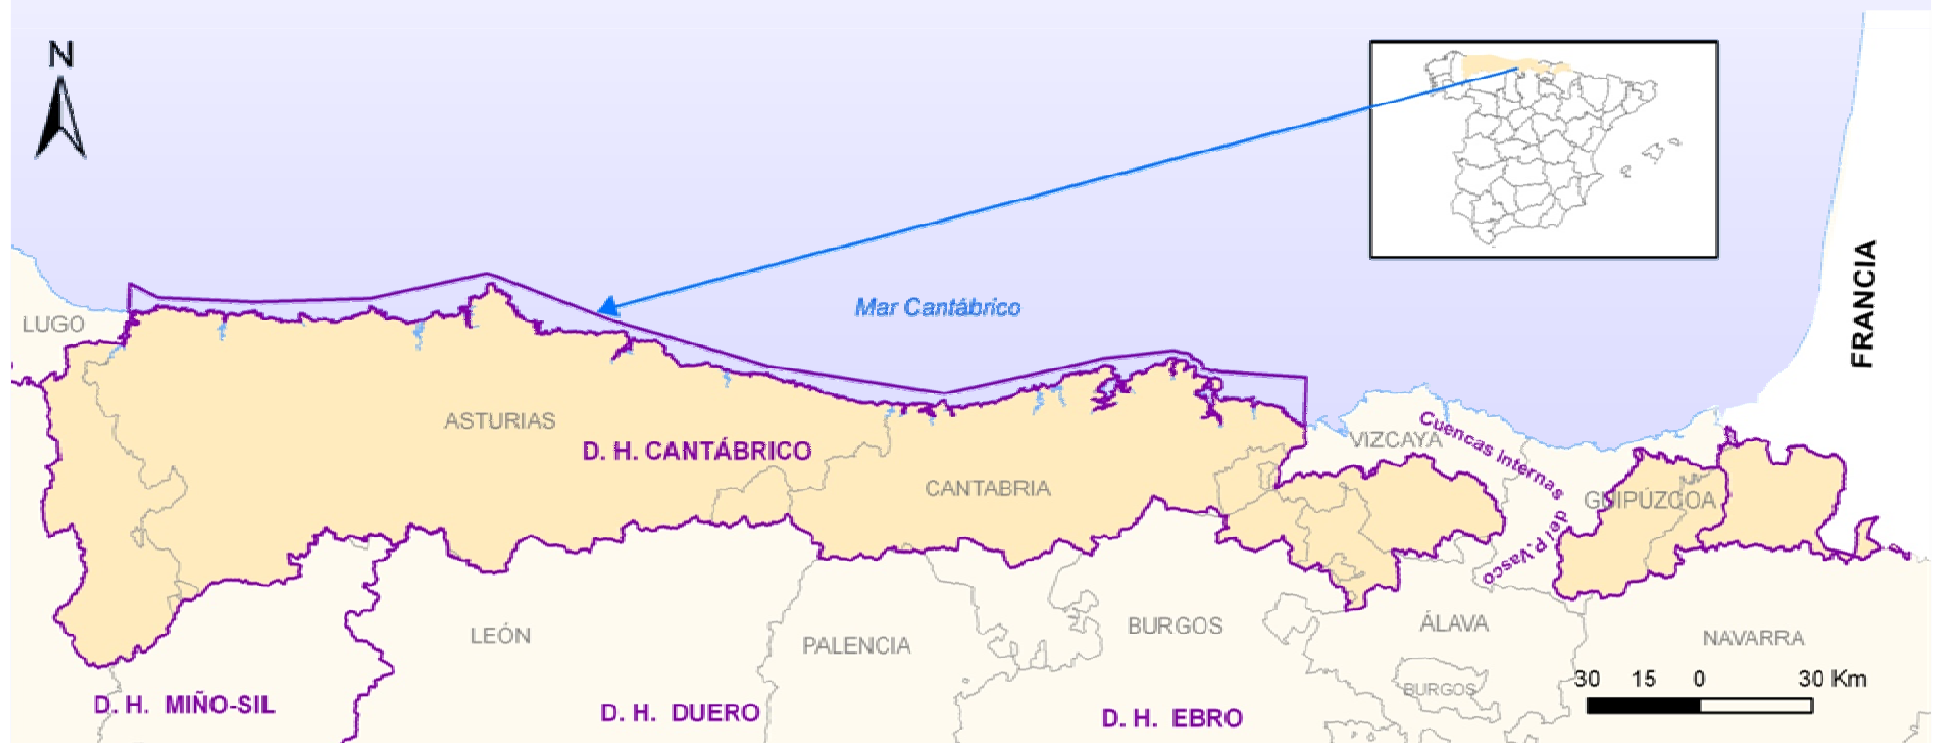 N
Mar Cantábrico
FRANCIA
LUGO
ASTURIAS
D. H. CANTÁBRICO
CANTABRIA
VIZCAYA
Cuencas Internas del P. Vasco
GUIPÚZCOA
LEÓN
PALENCIA
BURGOS
ÁLAVA
NAVARRA
BURGOS
30 15 0 30 Km
D. H. MIÑO-SIL
D. H. DUERO
D. H. EBRO